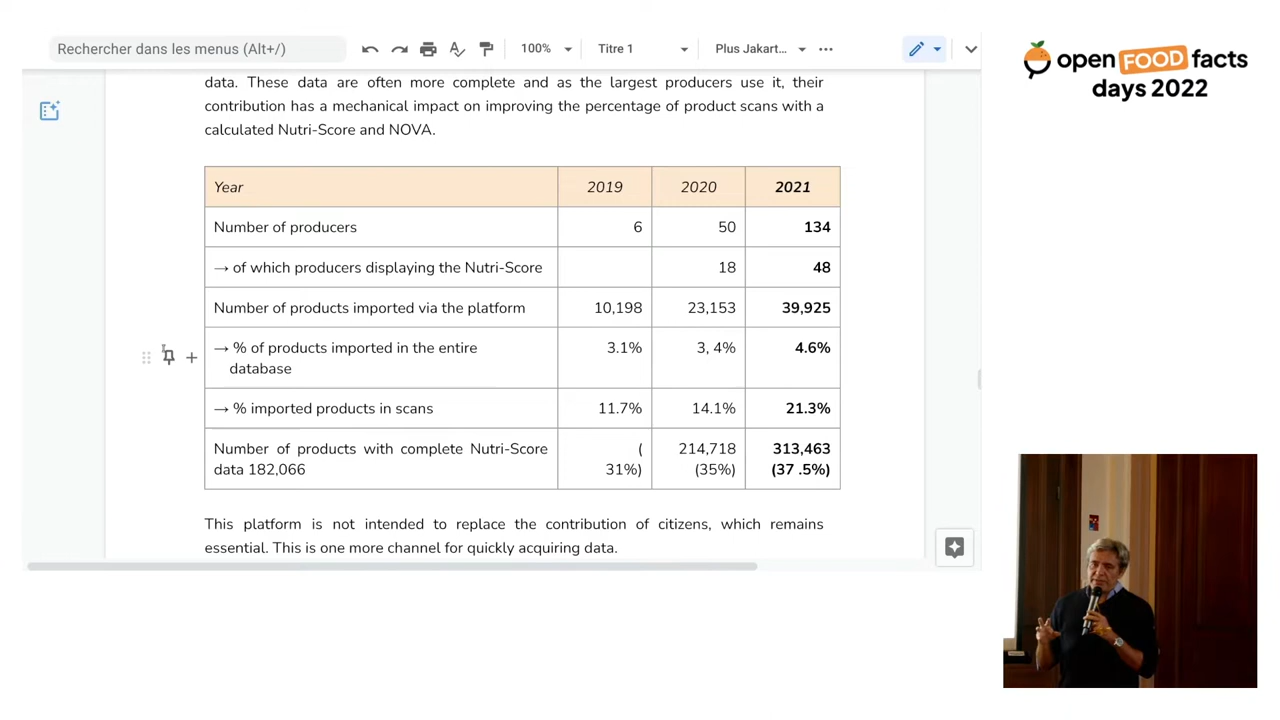 Rechercher dans les menus (Alt+/)
100%
Titre 1
Plus Jakart...
open FOOD facts
days 2022
data. These data are often more complete and as the largest producers use it, their
contribution has a mechanical impact on improving the percentage of product scans with a
calculated Nutri-Score and NOVA.
Year 2019 2020 2021
Number of producers 6 50 134
→ of which producers displaying the Nutri-Score 18 48
Number of products imported via the platform 10,198 23,153 39,925
→ % of products imported in the entire
database 3.1% 3, 4% 4.6%
→ % imported products in scans 11.7% 14.1% 21.3%
Number of products with complete Nutri-Score ( 214,718 313,463
data 182,066 31%) (35%) (37 .5%)
This platform is not intended to replace the contribution of citizens, which remains
essential. This is one more channel for quickly acquiring data.